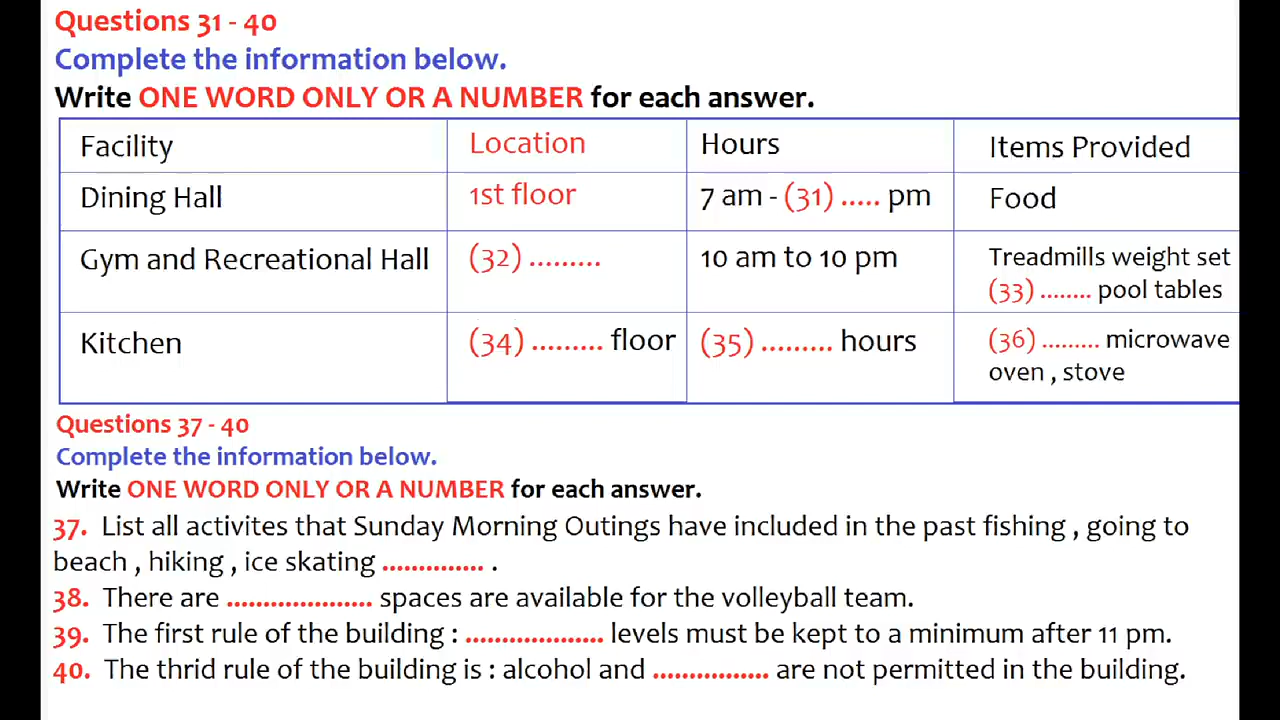 Questions 31 - 40
Complete the information below.
Write ONE WORD ONLY OR A NUMBER for each answer.
Facility Location Hours Items Provided
Dining Hall 1st floor 7 am - (31) ..... pm Food
Gym and Recreational Hall (32) ......... 10 am to 10 pm Treadmills weight set
(33) ........ pool tables
Kitchen (34) ......... floor (35) ......... hours (36) ......... microwave
oven , stove
Questions 37 - 40
Complete the information below.
Write ONE WORD ONLY OR A NUMBER for each answer.
37. List all activites that Sunday Morning Outings have included in the past fishing , going to
beach , hiking , ice skating .............. .
38. There are .................... spaces are available for the volleyball team.
39. The first rule of the building : ................... levels must be kept to a minimum after 11 pm.
40. The thrid rule of the building is : alcohol and ................ are not permitted in the building.